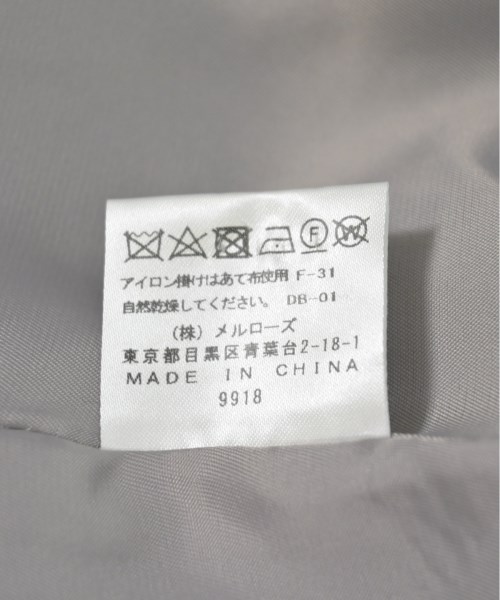 F W
アイロン掛けはあて布使用 F-31
自然乾燥してください。 DB-01
(株) メルローズ
東京都目黒区青葉台2-18-1
MADE IN CHINA
9918